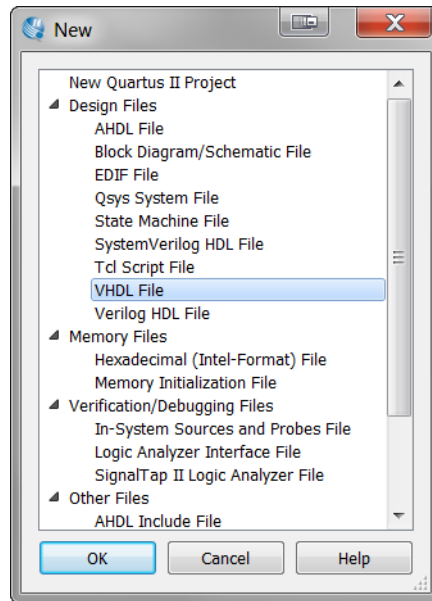 New
New Quartus II Project
Design Files
AHDL File
Block Diagram/Schematic File
EDIF File
Qsys System File
State Machine File
SystemVerilog HDL File
Tcl Script File
VHDL File
Verilog HDL File
Memory Files
Hexadecimal (Intel-Format) File
Memory Initialization File
Verification/Debugging Files
In-System Sources and Probes File
Logic Analyzer Interface File
SignalTap II Logic Analyzer File
Other Files
AHDL Include File
OK Cancel Help